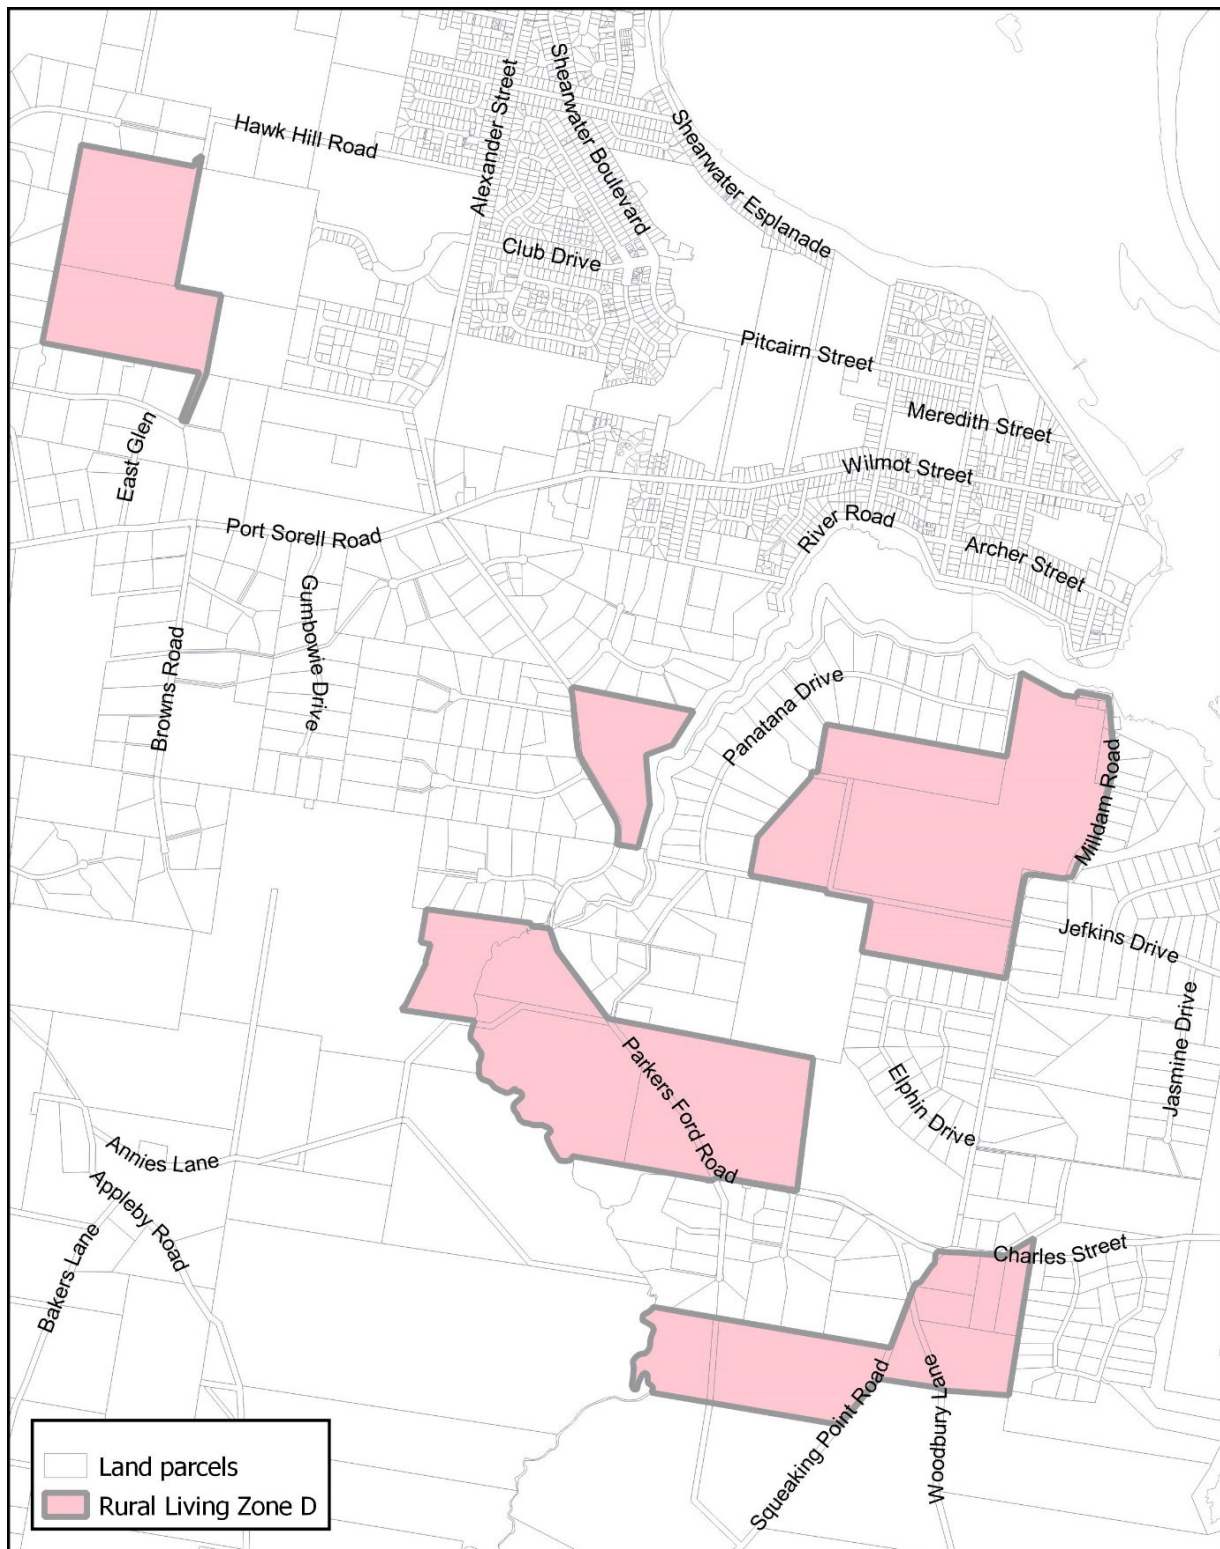 Shearwater Boulevard
Alexander Street
Hawk Hill Road
Shearwater Esplanade
Club Drive
Pitcairn Street
Meredith Street
East Glen
Wilmot Street
River Road
Port Sorell Road
Archer Street
Gumbowie Drive
Browns Road
Panatana Drive
Milldam Road
Jefkins Drive
Jasmine Drive
Parkers Ford Road
Elphin Drive
Annies Lane
Appleby Road
Bakers Lane
Charles Street
Squeaking Point Road
Woodbury Lane
Land parcels
Rural Living Zone D